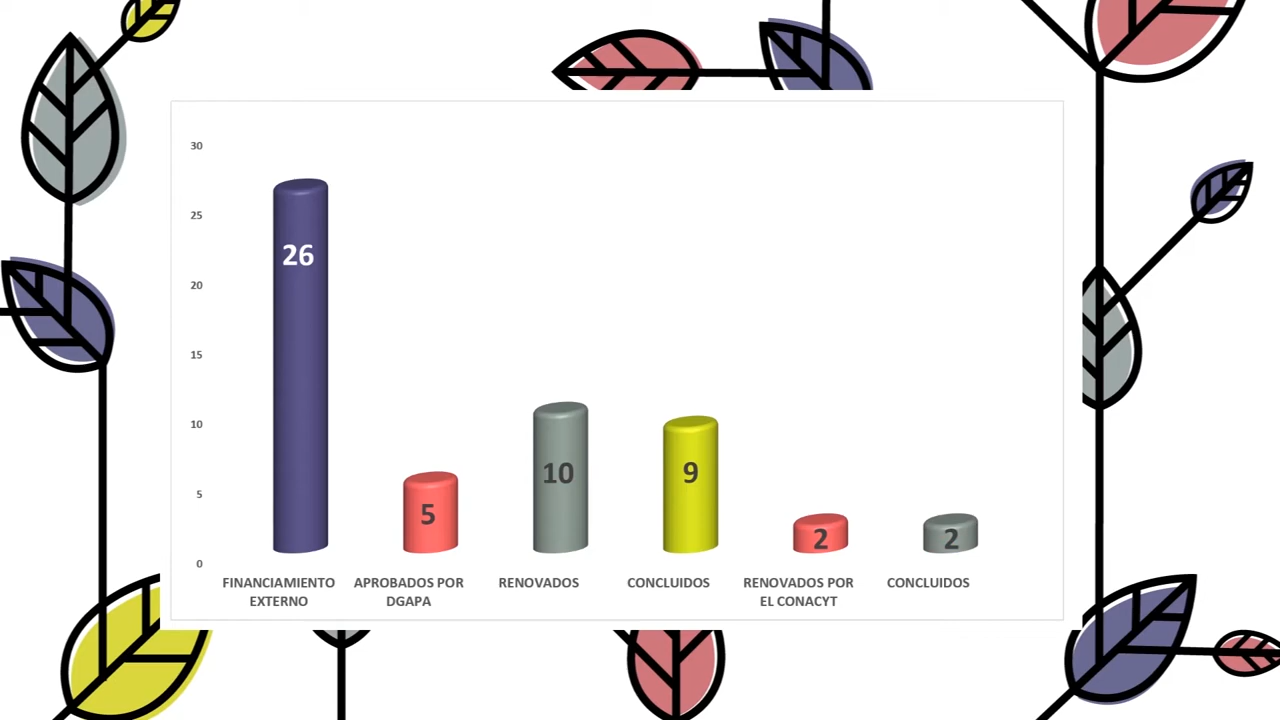 30
25
20
15
10
5
0
26
5
10
9
2
2
FINANCIAMIENTO
EXTERNO
APROBADOS POR
DGAPA
RENOVADOS
CONCLUIDOS
RENOVADOS POR
EL CONACYT
CONCLUIDOS